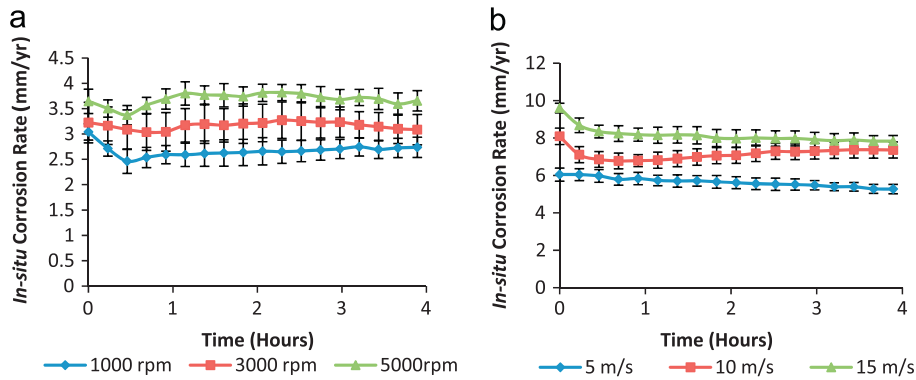 a
In-situ Corrosion Rate (mm/yr)
4.5
4
3.5
3
2.5
2
1.5
1
0.5
0
0 1 2 3 4
Time (Hours)
1000 rpm 3000 rpm 5000rpm
b
In-situ Corrosion Rate (mm/yr)
12
10
8
6
4
2
0
0 1 2 3 4
Time (Hours)
5 m/s 10 m/s 15 m/s